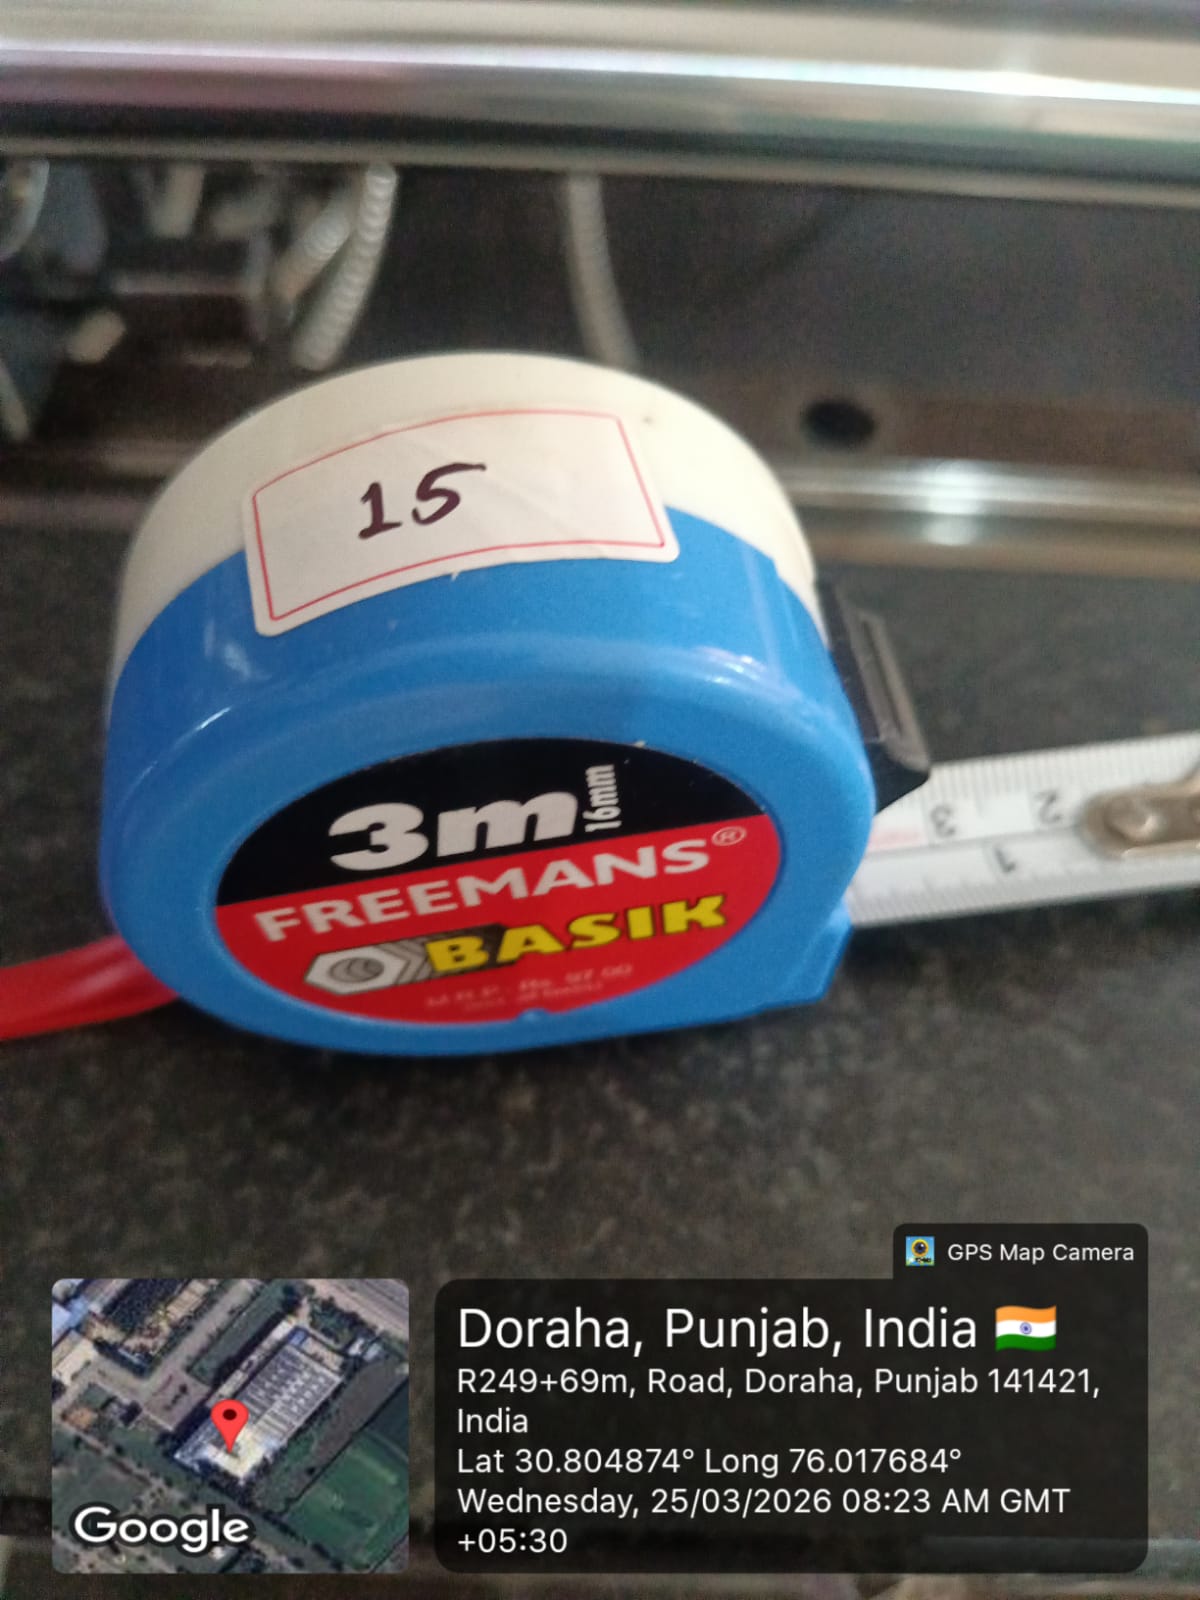 15
3m
16mm
FREEMANS®
BASIK
3 2
1
GPS Map Camera
Doraha, Punjab, India
R249+69m, Road, Doraha, Punjab 141421,
India
Lat 30.804874° Long 76.017684°
Wednesday, 25/03/2026 08:23 AM GMT
+05:30
Google